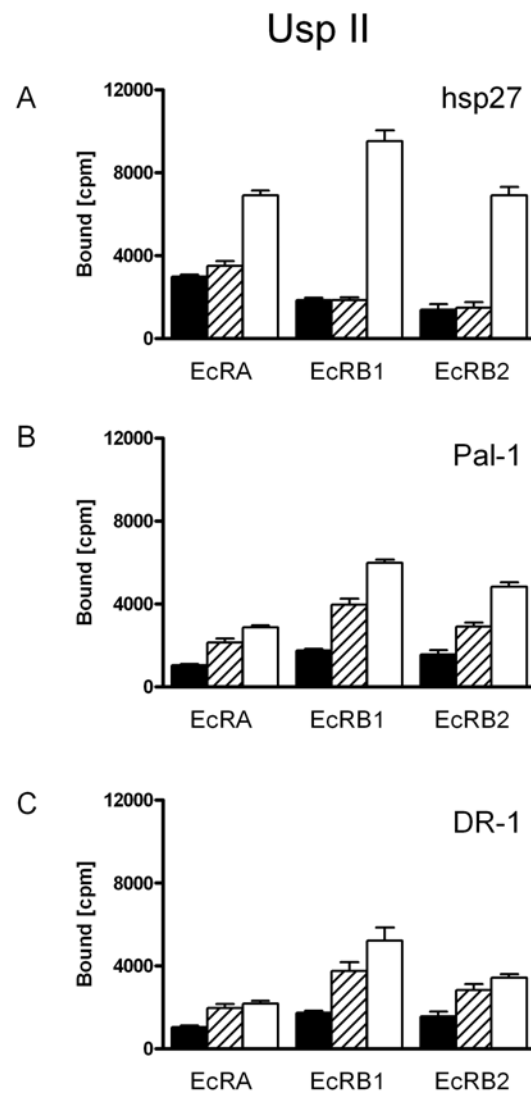 Usp II
A
hsp27
Bound [cpm]
12000
8000
4000
0
EcRA EcRB1 EcRB2
B
Pal-1
Bound [cpm]
12000
8000
4000
0
EcRA EcRB1 EcRB2
C
DR-1
Bound [cpm]
12000
8000
4000
0
EcRA EcRB1 EcRB2